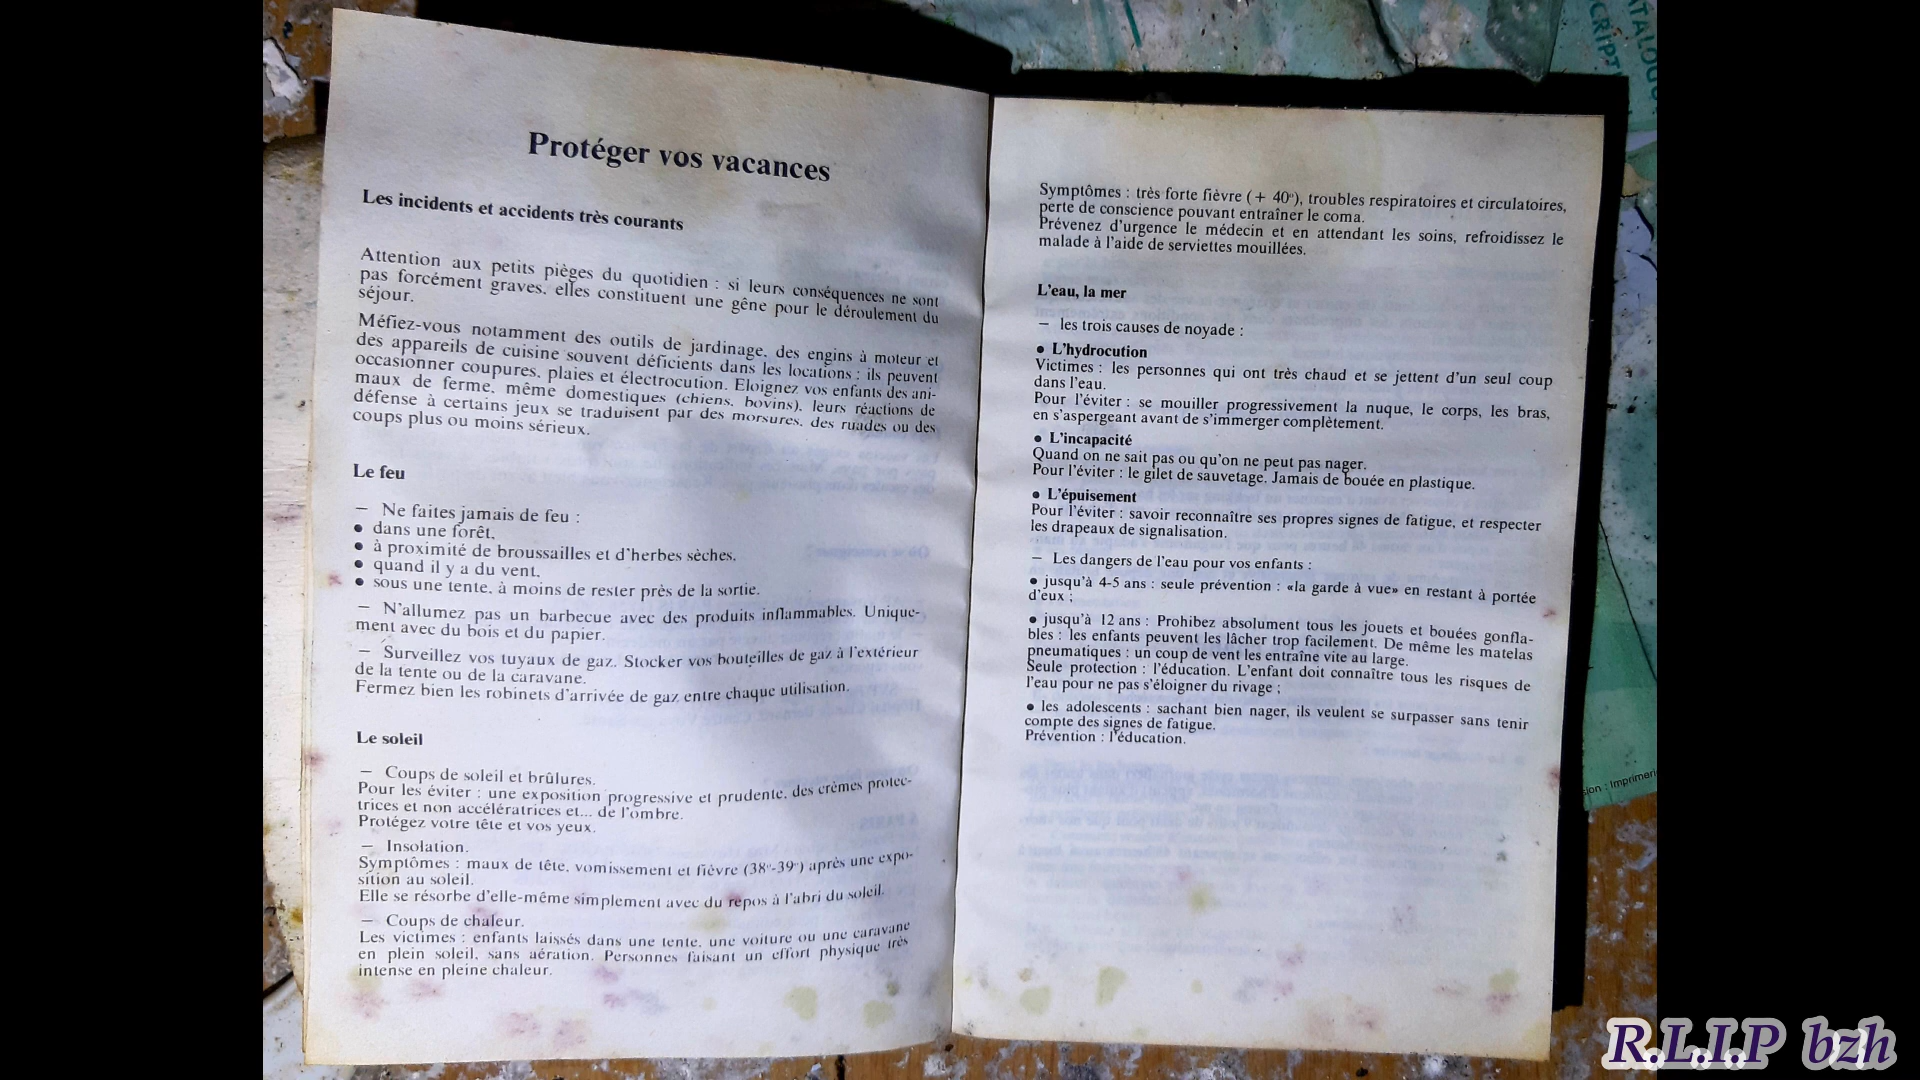 Protéger vos vacances
Les incidents et accidents très courants
Attention aux petits pièges du quotidien : si leurs conséquences ne sont
pas forcément graves, elles constituent une gêne pour le déroulement du
séjour.
Méfiez-vous notamment des outils de jardinage, des engins à moteur et
des appareils de cuisine souvent déficients dans les locations : ils peuvent
occasionner coupures, plaies et électrocution. Eloignez vos enfants des ani-
maux de ferme, même domestiques (chiens, bovins), leurs réactions de
défense à certains jeux se traduisent par des morsures, des ruades ou des
coups plus ou moins sérieux.
Le feu
— Ne faites jamais de feu :
● dans une forêt,
● à proximité de broussailles et d'herbes sèches,
● quand il y a du vent,
● sous une tente, à moins de rester près de la sortie.
— N'allumez pas un barbecue avec des produits inflammables. Unique-
ment avec du bois et du papier.
— Surveillez vos tuyaux de gaz. Stocker vos bouteilles de gaz à l'extérieur
de la tente ou de la caravane.
Fermez bien les robinets d'arrivée de gaz entre chaque utilisation.
Le soleil
— Coups de soleil et brûlures.
Pour les éviter : une exposition progressive et prudente, des crèmes protec-
trices et non accélératrices et... de l'ombre.
Protégez votre tête et vos yeux.
— Insolation.
Symptômes : maux de tête, vomissement et fièvre (38°-39°) après une expo-
sition au soleil.
Elle se résorbe d'elle-même simplement avec du repos à l'abri du soleil.
— Coups de chaleur.
Les victimes : enfants laissés dans une tente, une voiture ou une caravane
en plein soleil, sans aération. Personnes faisant un effort physique très
intense en pleine chaleur.
Symptômes : très forte fièvre (+ 40°), troubles respiratoires et circulatoires,
perte de conscience pouvant entraîner le coma.
Prévenez d'urgence le médecin et en attendant les soins, refroidissez le
malade à l'aide de serviettes mouillées.
L'eau, la mer
— les trois causes de noyade :
● L'hydrocution
Victimes : les personnes qui ont très chaud et se jettent d'un seul coup
dans l'eau.
Pour l'éviter : se mouiller progressivement la nuque, le corps, les bras,
en s'aspergeant avant de s'immerger complètement.
● L'incapacité
Quand on ne sait pas ou qu'on ne peut pas nager.
Pour l'éviter : le gilet de sauvetage. Jamais de bouée en plastique.
● L'épuisement
Pour l'éviter : savoir reconnaître ses propres signes de fatigue, et respecter
les drapeaux de signalisation.
— Les dangers de l'eau pour vos enfants :
● jusqu'à 4-5 ans : seule prévention : «la garde à vue» en restant à portée
d'eux ;
● jusqu'à 12 ans : Prohibez absolument tous les jouets et bouées gonfla-
bles : les enfants peuvent les lâcher trop facilement. De même les matelas
pneumatiques : un coup de vent les entraîne vite au large.
Seule protection : l'éducation. L'enfant doit connaître tous les risques de
l'eau pour ne pas s'éloigner du rivage ;
● les adolescents : sachant bien nager, ils veulent se surpasser sans tenir
compte des signes de fatigue.
Prévention : l'éducation.
R.L.I.P bzh